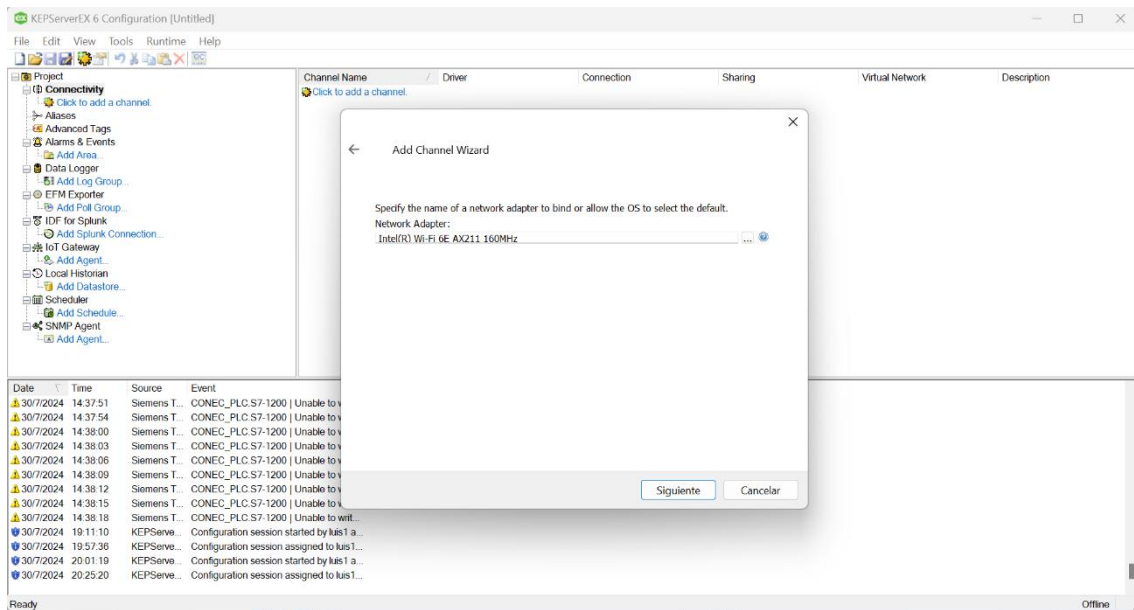 KEPServerEX 6 Configuration [Untitled]
File Edit View Tools Runtime Help
Project
Connectivity
Click to add a channel.
Aliases
Advanced Tags
Alarms & Events
Add Area...
Data Logger
Add Log Group...
EFM Exporter
Add Poll Group...
IDF for Splunk
Add Splunk Connection...
IoT Gateway
Add Agent...
Local Historian
Add Datastore...
Scheduler
Add Schedule...
SNMP Agent
Add Agent...
Channel Name / Driver Connection Sharing Virtual Network Description
Click to add a channel.
Add Channel Wizard
Specify the name of a network adapter to bind or allow the OS to select the default.
Network Adapter:
Intel(R) Wi-Fi 6E AX211 160MHz
...
Siguiente Cancelar
Date Time Source Event
30/7/2024 14:37:51 Siemens T... CONEC_PLC.S7-1200 | Unable to w
30/7/2024 14:37:54 Siemens T... CONEC_PLC.S7-1200 | Unable to w
30/7/2024 14:38:00 Siemens T... CONEC_PLC.S7-1200 | Unable to w
30/7/2024 14:38:03 Siemens T... CONEC_PLC.S7-1200 | Unable to w
30/7/2024 14:38:06 Siemens T... CONEC_PLC.S7-1200 | Unable to w
30/7/2024 14:38:09 Siemens T... CONEC_PLC.S7-1200 | Unable to w
30/7/2024 14:38:12 Siemens T... CONEC_PLC.S7-1200 | Unable to w
30/7/2024 14:38:15 Siemens T... CONEC_PLC.S7-1200 | Unable to w
30/7/2024 14:38:18 Siemens T... CONEC_PLC.S7-1200 | Unable to writ...
30/7/2024 19:11:10 KEPServe... Configuration session started by luis1 a...
30/7/2024 19:57:36 KEPServe... Configuration session assigned to luis1...
30/7/2024 20:01:19 KEPServe... Configuration session started by luis1 a...
30/7/2024 20:25:20 KEPServe... Configuration session assigned to luis1...
Ready Offline